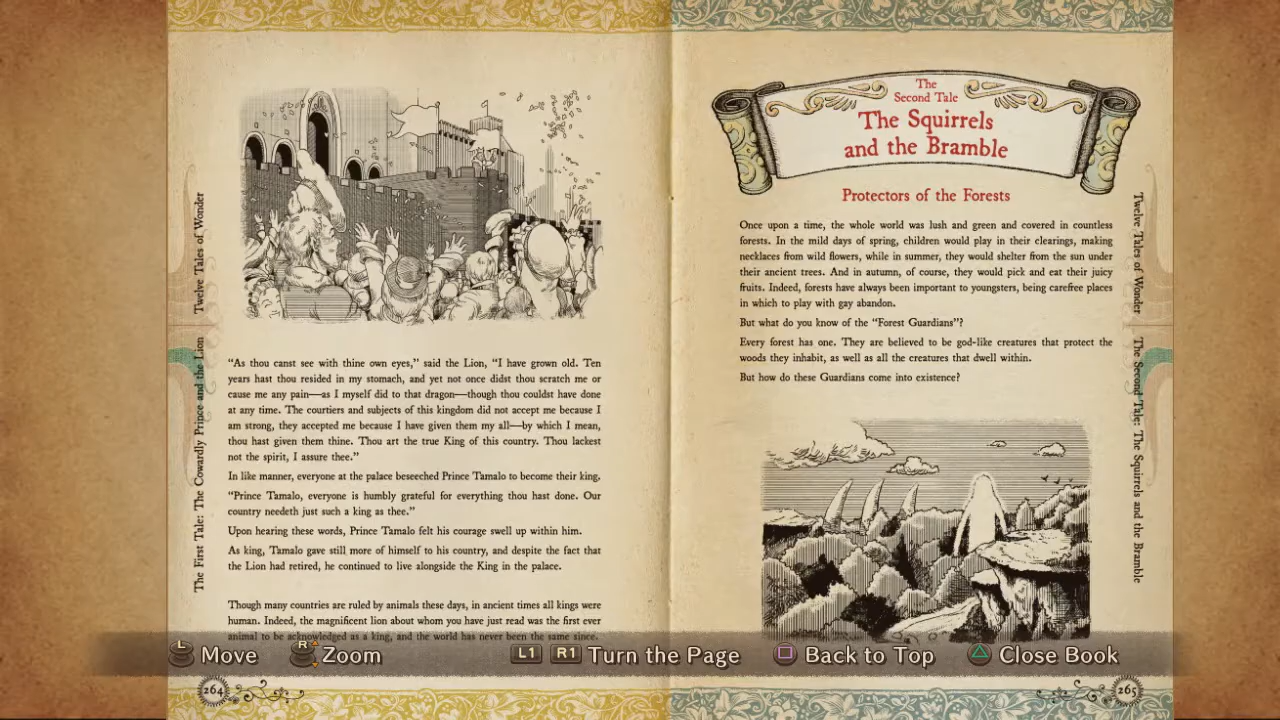 Twelve Tales of Wonder
The First Tale: The Cowardly Prince and the Lion
“As thou canst see with thine own eyes,” said the Lion, “I have grown old. Ten
years hast thou resided in my stomach, and yet not once didst thou scratch me or
cause me any pain—as I myself did to that dragon—though thou couldst have done
at any time. The courtiers and subjects of this kingdom did not accept me because I
am strong, they accepted me because I have given them my all—by which I mean,
thou hast given them thine. Thou art the true King of this country. Thou lackest
not the spirit, I assure thee.”
In like manner, everyone at the palace beseeched Prince Tamalo to become their king.
“Prince Tamalo, everyone is humbly grateful for everything thou hast done. Our
country needeth just such a king as thee.”
Upon hearing these words, Prince Tamalo felt his courage swell up within him.
As king, Tamalo gave still more of himself to his country, and despite the fact that
the Lion had retired, he continued to live alongside the King in the palace.
Though many countries are ruled by animals these days, in ancient times all kings were
human. Indeed, the magnificent lion about whom you have just read was the first ever
animal to be acknowledged as a king, and the world has never been the same since.
264
The
Second Tale
The Squirrels
and the Bramble
Protectors of the Forests
Once upon a time, the whole world was lush and green and covered in countless
forests. In the mild days of spring, children would play in their clearings, making
necklaces from wild flowers, while in summer, they would shelter from the sun under
their ancient trees. And in autumn, of course, they would pick and eat their juicy
fruits. Indeed, forests have always been important to youngsters, being carefree places
in which to play with gay abandon.
But what do you know of the “Forest Guardians”?
Every forest has one. They are believed to be god-like creatures that protect the
woods they inhabit, as well as all the creatures that dwell within.
But how do these Guardians come into existence?
Twelve Tales of Wonder
The Second Tale: The Squirrels and the Bramble
265
L Move R Zoom L1 R1 Turn the Page Back to Top Close Book